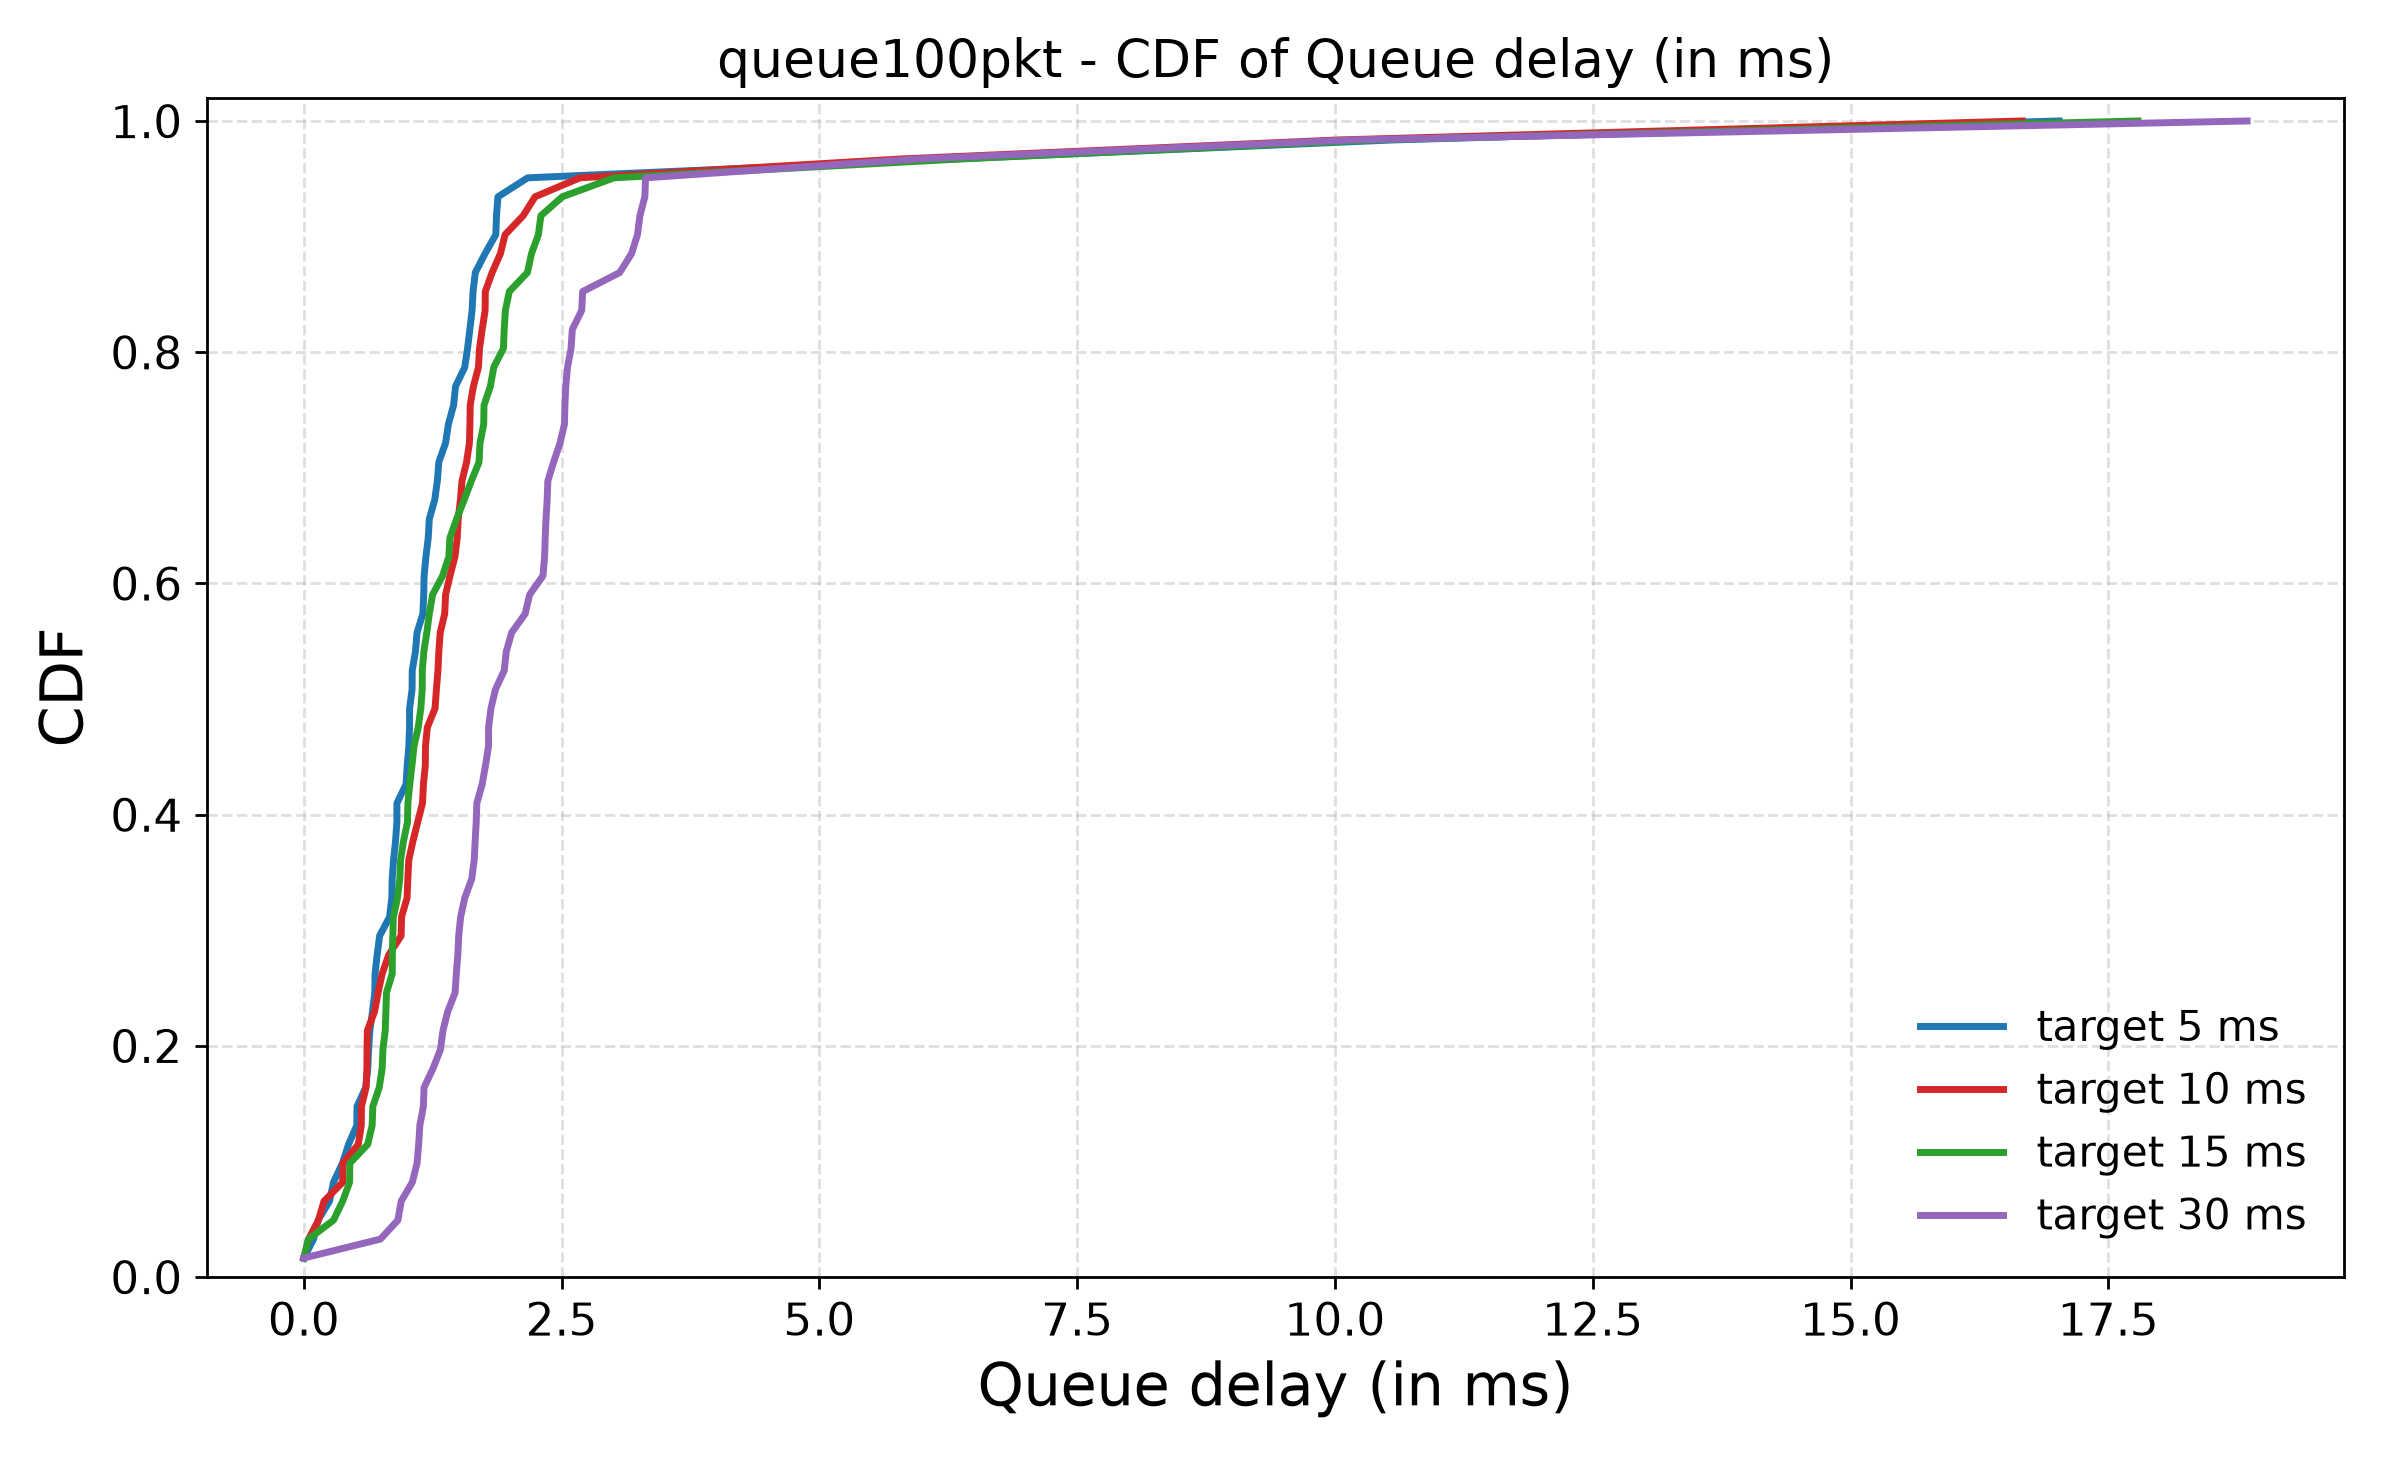 queue100pkt - CDF of Queue delay (in ms)
CDF
1.0
0.8
0.6
0.4
0.2
0.0
0.0 2.5 5.0 7.5 10.0 12.5 15.0 17.5
Queue delay (in ms)
target 5 ms
target 10 ms
target 15 ms
target 30 ms